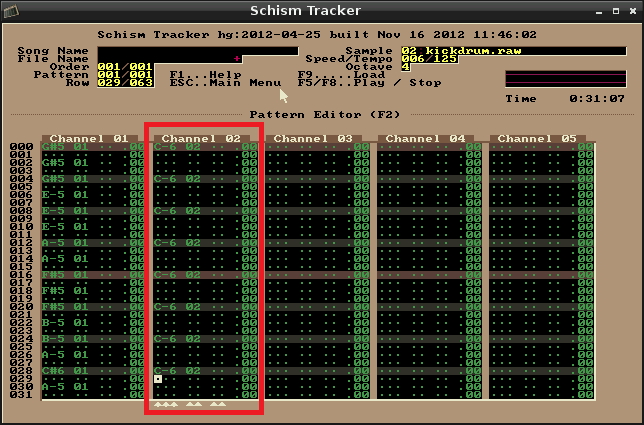 Schism Tracker
Schism Tracker hg:2012-04-25 built Nov 16 2012 11:46:02
Song Name Sample 02 kickdrum.raw
File Name + Speed/Tempo 006/125
Order 001/001 Octave 4
Pattern 001/001 F1...Help F9.....Load
Row 029/063 ESC..Main Menu F5/F8..Play / Stop
Time 0:31:07
Pattern Editor (F2)
Channel 01 Channel 02 Channel 03 Channel 04 Channel 05
000 G#5 01 ·· .00 C-6 02 ·· .00 ··· ·· ·· .00 ··· ·· ·· .00 ··· ·· ·· .00
001 ··· ·· ·· .00 ··· ·· ·· .00 ··· ·· ·· .00 ··· ·· ·· .00 ··· ·· ·· .00
002 G#5 01 ·· .00 ··· ·· ·· .00 ··· ·· ·· .00 ··· ·· ·· .00 ··· ·· ·· .00
003 ··· ·· ·· .00 ··· ·· ·· .00 ··· ·· ·· .00 ··· ·· ·· .00 ··· ·· ·· .00
004 G#5 01 ·· .00 C-6 02 ·· .00 ··· ·· ·· .00 ··· ·· ·· .00 ··· ·· ·· .00
005 ··· ·· ·· .00 ··· ·· ·· .00 ··· ·· ·· .00 ··· ·· ·· .00 ··· ·· ·· .00
006 E-5 01 ·· .00 ··· ·· ·· .00 ··· ·· ·· .00 ··· ·· ·· .00 ··· ·· ·· .00
007 ··· ·· ·· .00 ··· ·· ·· .00 ··· ·· ·· .00 ··· ·· ·· .00 ··· ·· ·· .00
008 E-5 01 ·· .00 C-6 02 ·· .00 ··· ·· ·· .00 ··· ·· ·· .00 ··· ·· ·· .00
009 ··· ·· ·· .00 ··· ·· ·· .00 ··· ·· ·· .00 ··· ·· ·· .00 ··· ·· ·· .00
010 E-5 01 ·· .00 ··· ·· ·· .00 ··· ·· ·· .00 ··· ·· ·· .00 ··· ·· ·· .00
011 ··· ·· ·· .00 ··· ·· ·· .00 ··· ·· ·· .00 ··· ·· ·· .00 ··· ·· ·· .00
012 A-5 01 ·· .00 C-6 02 ·· .00 ··· ·· ·· .00 ··· ·· ·· .00 ··· ·· ·· .00
013 ··· ·· ·· .00 ··· ·· ·· .00 ··· ·· ·· .00 ··· ·· ·· .00 ··· ·· ·· .00
014 A-5 01 ·· .00 ··· ·· ·· .00 ··· ·· ·· .00 ··· ·· ·· .00 ··· ·· ·· .00
015 ··· ·· ·· .00 ··· ·· ·· .00 ··· ·· ·· .00 ··· ·· ·· .00 ··· ·· ·· .00
016 F#5 01 ·· .00 C-6 02 ·· .00 ··· ·· ·· .00 ··· ·· ·· .00 ··· ·· ·· .00
017 ··· ·· ·· .00 ··· ·· ·· .00 ··· ·· ·· .00 ··· ·· ·· .00 ··· ·· ·· .00
018 F#5 01 ·· .00 ··· ·· ·· .00 ··· ·· ·· .00 ··· ·· ·· .00 ··· ·· ·· .00
019 ··· ·· ·· .00 ··· ·· ·· .00 ··· ·· ·· .00 ··· ·· ·· .00 ··· ·· ·· .00
020 F#5 01 ·· .00 C-6 02 ·· .00 ··· ·· ·· .00 ··· ·· ·· .00 ··· ·· ·· .00
021 ··· ·· ·· .00 ··· ·· ·· .00 ··· ·· ·· .00 ··· ·· ·· .00 ··· ·· ·· .00
022 B-5 01 ·· .00 ··· ·· ·· .00 ··· ·· ·· .00 ··· ·· ·· .00 ··· ·· ·· .00
023 ··· ·· ·· .00 ··· ·· ·· .00 ··· ·· ·· .00 ··· ·· ·· .00 ··· ·· ·· .00
024 B-5 01 ·· .00 C-6 02 ·· .00 ··· ·· ·· .00 ··· ·· ·· .00 ··· ·· ·· .00
025 ··· ·· ·· .00 ··· ·· ·· .00 ··· ·· ·· .00 ··· ·· ·· .00 ··· ·· ·· .00
026 A-5 01 ·· .00 ··· ·· ·· .00 ··· ·· ·· .00 ··· ·· ·· .00 ··· ·· ·· .00
027 ··· ·· ·· .00 ··· ·· ·· .00 ··· ·· ·· .00 ··· ·· ·· .00 ··· ·· ·· .00
028 C#6 01 ·· .00 C-6 02 ·· .00 ··· ·· ·· .00 ··· ·· ·· .00 ··· ·· ·· .00
029 ··· ·· ·· .00 ··· ·· ·· .00 ··· ·· ·· .00 ··· ·· ·· .00 ··· ·· ·· .00
030 A-5 01 ·· .00 ··· ·· ·· .00 ··· ·· ·· .00 ··· ·· ·· .00 ··· ·· ·· .00
031 ··· ·· ·· .00 ··· ·· ·· .00 ··· ·· ·· .00 ··· ·· ·· .00 ··· ·· ·· .00